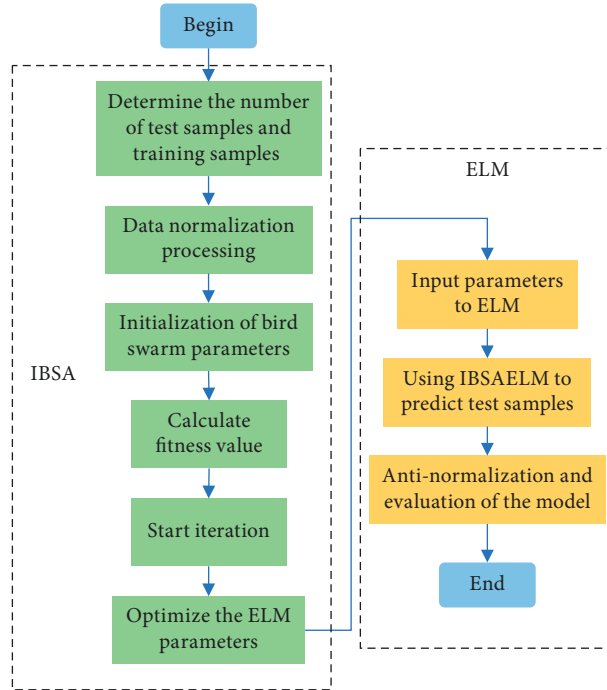 Begin
Determine the number
of test samples and
training samples
Data normalization
processing
Initialization of bird
swarm parameters
IBSA
Calculate
fitness value
Start iteration
Optimize the ELM
parameters
ELM
Input parameters
to ELM
Using IBSAELM to
predict test samples
Anti-normalization and
evaluation of the model
End